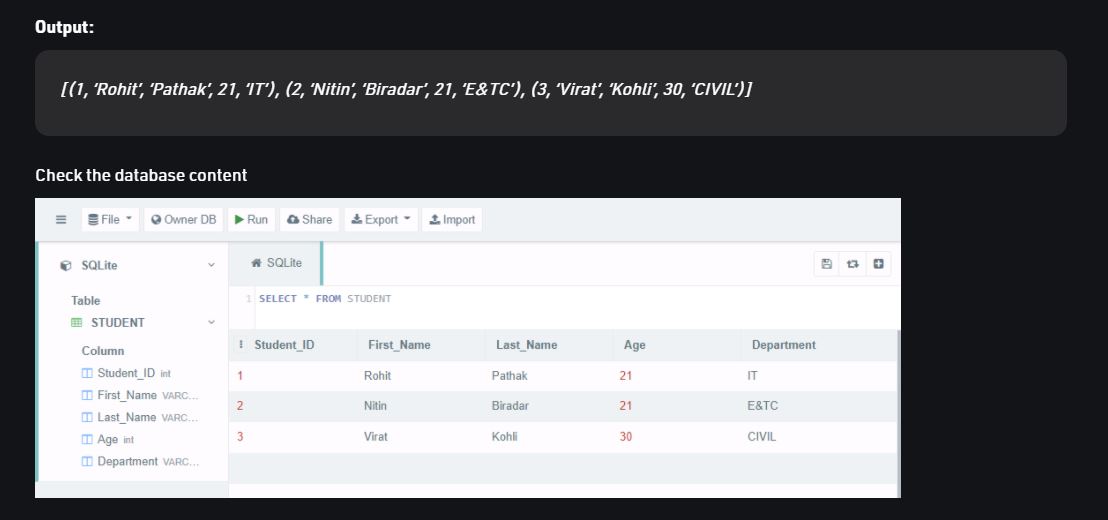 Output:
[(1, ‘Rohit’, ‘Pathak’, 21, ‘IT’), (2, ‘Nitin’, ‘Biradar’, 21, ‘E&TC’), (3, ‘Virat’, ‘Kohli’, 30, ‘CIVIL’)]
Check the database content
File Owner DB Run Share Export Import
SQLite
SQLite
Table
STUDENT
Column
Student_ID int
First_Name VARC...
Last_Name VARC...
Age int
Department VARC...
1 SELECT * FROM STUDENT
Student_ID First_Name Last_Name Age Department
1 Rohit Pathak 21 IT
2 Nitin Biradar 21 E&TC
3 Virat Kohli 30 CIVIL